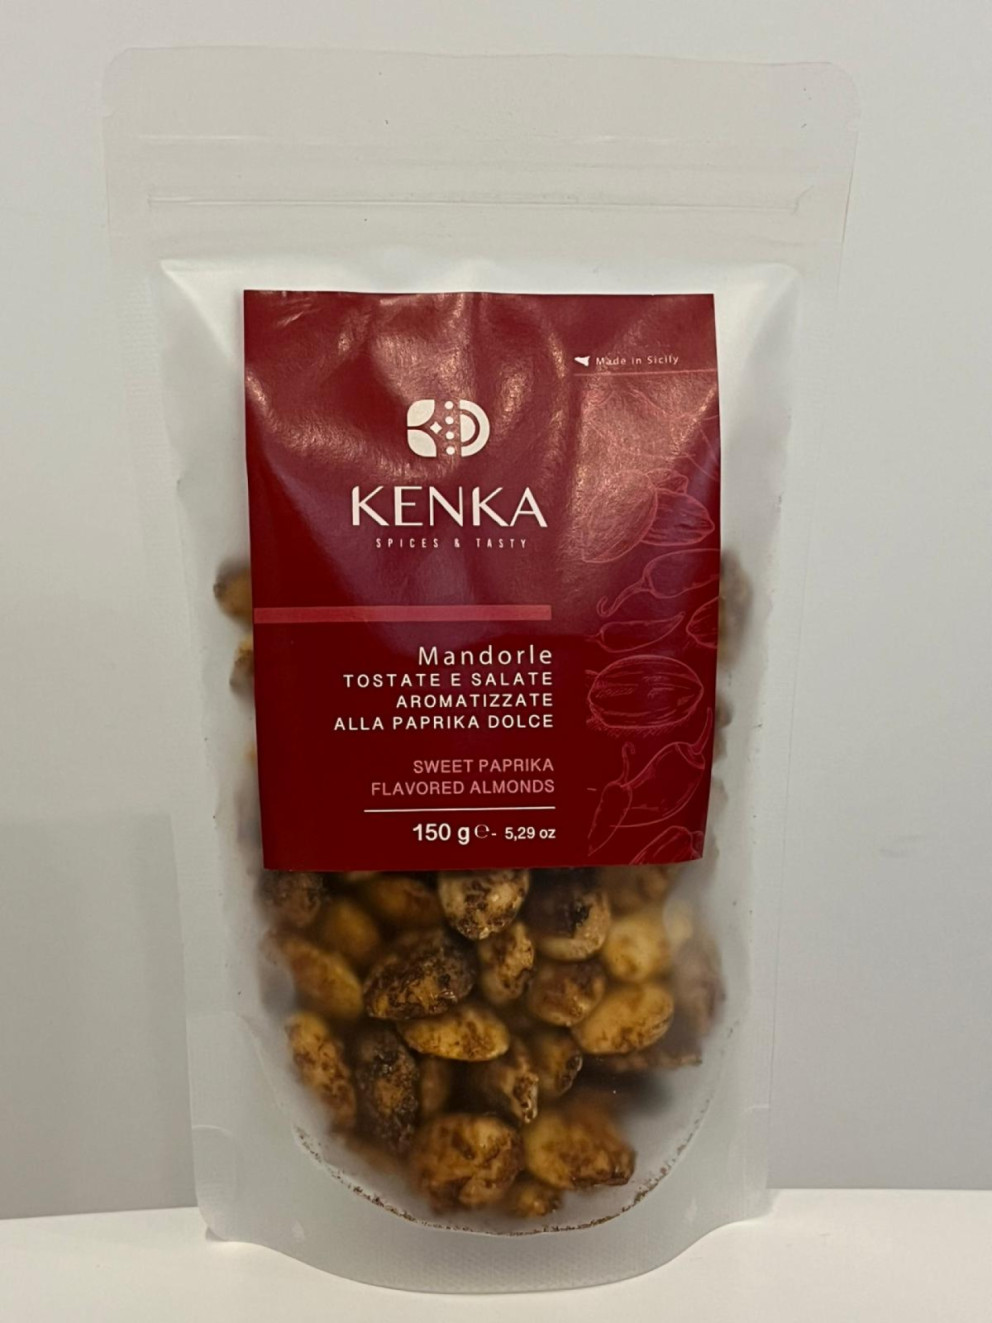 Made in Sicily
KENKA
SPICES & TASTY
Mandorle
TOSTATE E SALATE
AROMATIZZATE
ALLA PAPRIKA DOLCE
SWEET PAPRIKA
FLAVORED ALMONDS
150 g ℮ - 5,29 oz